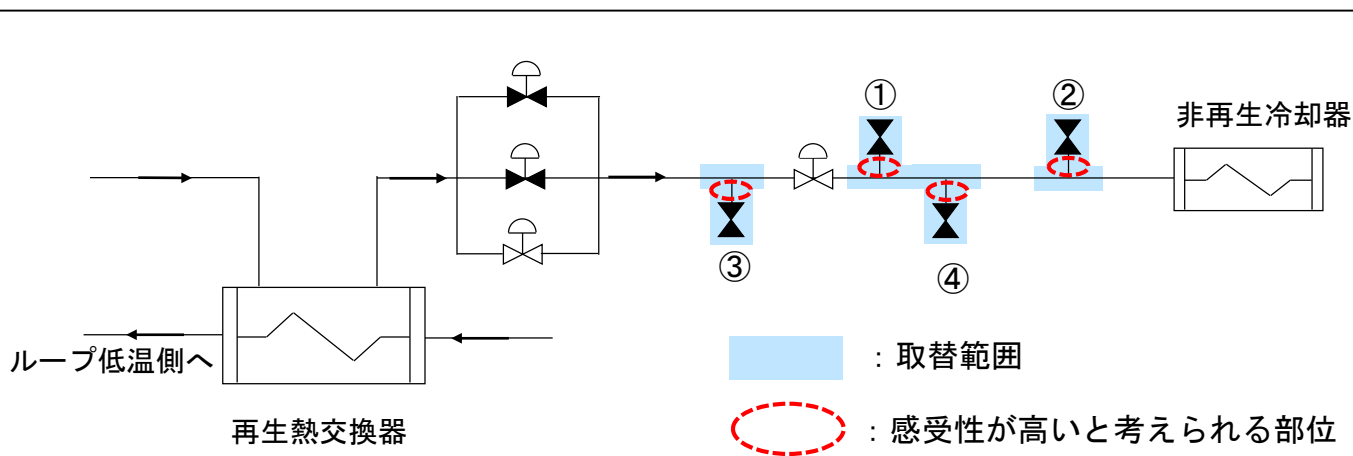 ① ②
非再生冷却器
③ ④
ループ低温側へ
再生熱交換器
：取替範囲
：感受性が高いと考えられる部位